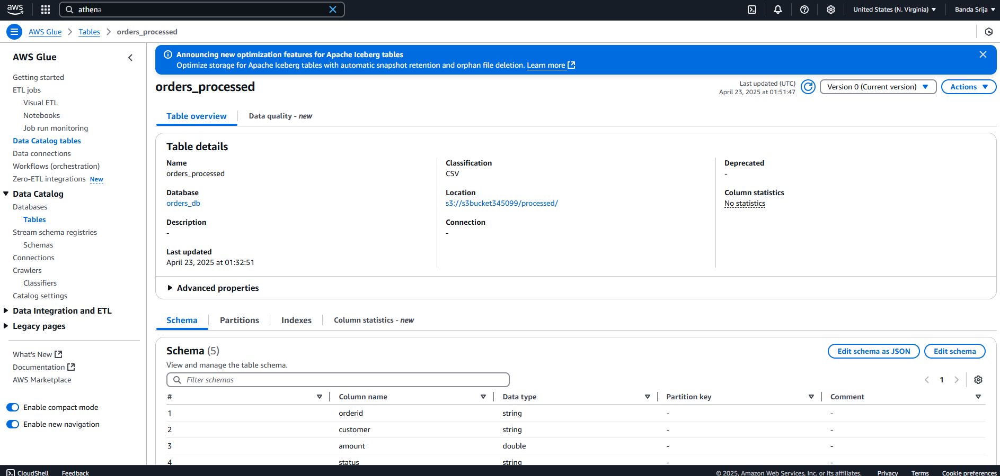 aws
athena
United States (N. Virginia)
Banda Srija
AWS Glue
Tables
orders_processed
AWS Glue
Getting started
ETL jobs
Visual ETL
Notebooks
Job run monitoring
Data Catalog tables
Data connections
Workflows (orchestration)
Zero-ETL integrations New
Data Catalog
Databases
Tables
Stream schema registries
Schemas
Connections
Crawlers
Classifiers
Catalog settings
Data Integration and ETL
Legacy pages
What's New
Documentation
AWS Marketplace
Enable compact mode
Enable new navigation
Announcing new optimization features for Apache Iceberg tables
Optimize storage for Apache Iceberg tables with automatic snapshot retention and orphan file deletion. Learn more
orders_processed
Last updated (UTC)
April 23, 2025 at 01:51:47
Version 0 (Current version)
Actions
Table overview
Data quality - new
Table details
Name
orders_processed
Database
orders_db
Description
-
Last updated
April 23, 2025 at 01:32:51
Classification
CSV
Location
s3://s3bucket345099/processed/
Connection
-
Deprecated
-
Column statistics
No statistics
Advanced properties
Schema
Partitions
Indexes
Column statistics - new
Schema (5)
View and manage the table schema.
Edit schema as JSON
Edit schema
Filter schemas
1
# Column name Data type Partition key Comment
1 orderid string - -
2 customer string - -
3 amount double - -
4 status string - -
CloudShell
Feedback
© 2025, Amazon Web Services, Inc. or its affiliates.
Privacy
Terms
Cookie preferences